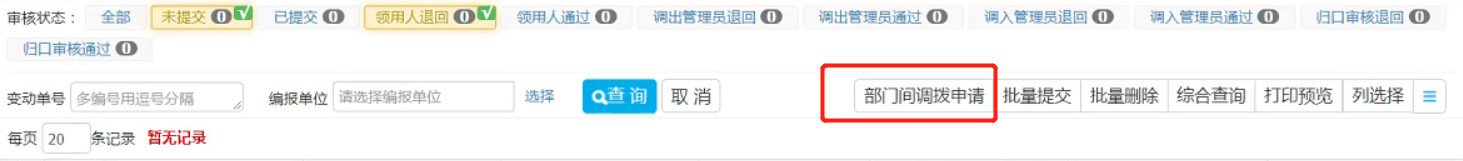 审核状态： 全部 未提交 0 已提交 0 领用人退回 0 领用人通过 0 调出管理员退回 0 调出管理员通过 0 调入管理员退回 0 调入管理员通过 0 归口审核退回 0
归口审核通过 0
变动单号 多编号用逗号分隔 编报单位 请选择编报单位 选择 查询 取消 部门间调拨申请 批量提交 批量删除 综合查询 打印预览 列选择
每页 20 条记录 暂无记录